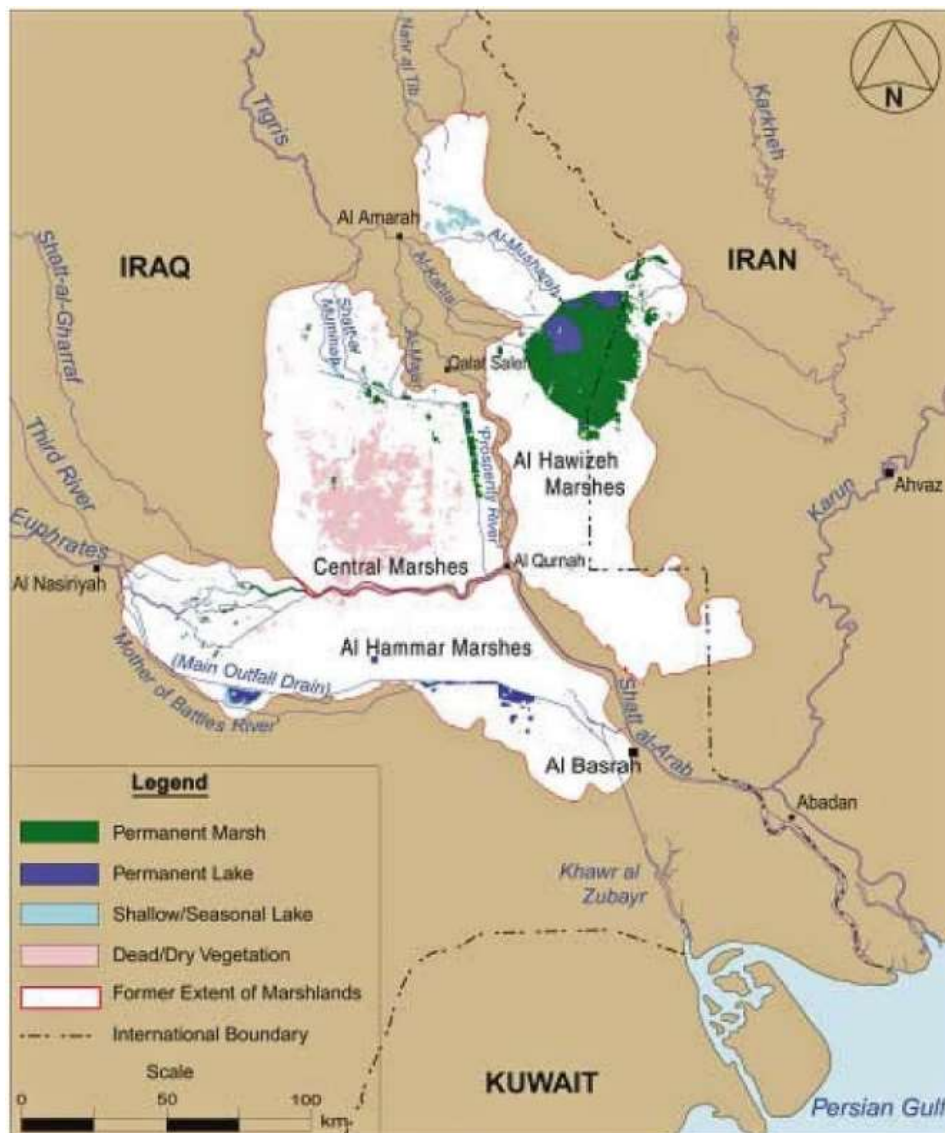 N
Nahr al Tib
Tigris
Karkheh
Al Amarah
IRAQ
Al-Musharah
IRAN
Al-Kahla
Shatt-al-Gharraf
Shatt-al
Al-Majar
Qalat Saleh
Third River
Prosperity River
Al Hawizeh
Marshes
Karun
Ahvaz
Euphrates
Central Marshes
Al Qurnah
Al Nasiriyah
Al Hammar Marshes
(Main Outfall Drain)
Mother of Battles River
Shatt al-Arab
Al Basrah
Abadan
Khawr al
Zubayr
Legend
Permanent Marsh
Permanent Lake
Shallow/Seasonal Lake
Dead/Dry Vegetation
Former Extent of Marshlands
International Boundary
Scale
0 50 100
km
KUWAIT
Persian Gulf